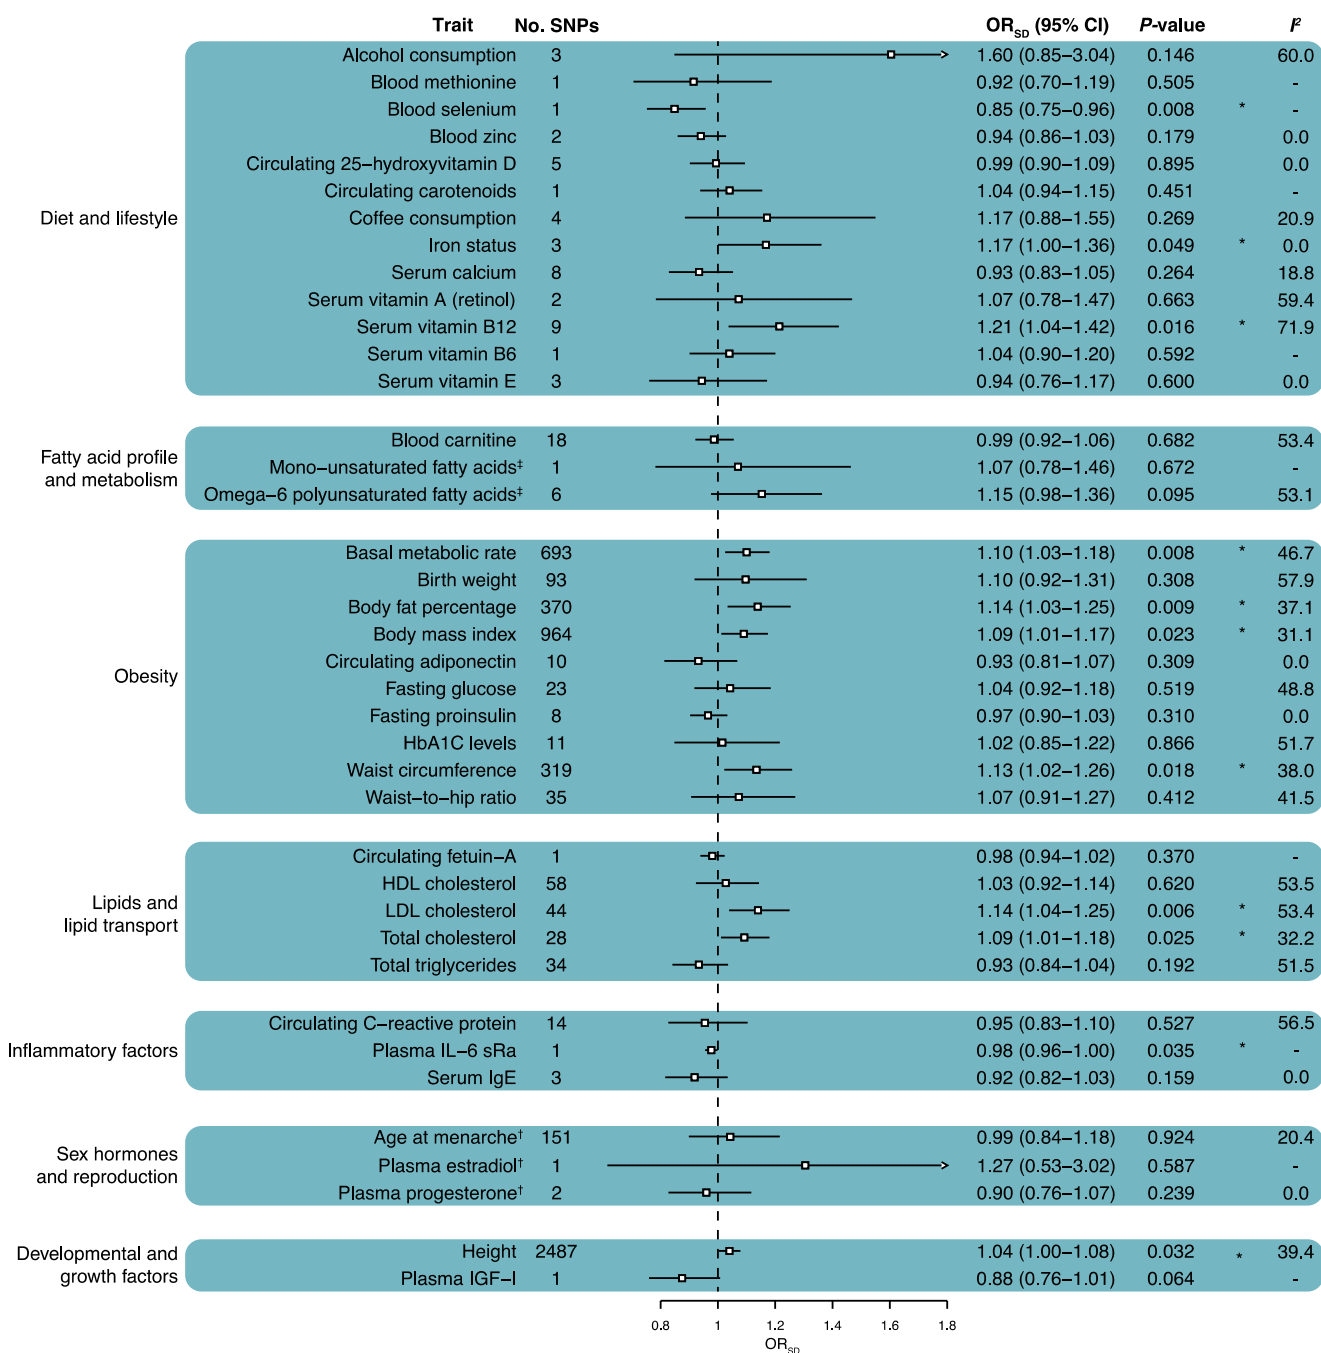 Trait No. SNPs OR_SD (95% CI) P-value I²
Diet and lifestyle
Alcohol consumption 3 1.60 (0.85–3.04) 0.146 60.0
Blood methionine 1 0.92 (0.70–1.19) 0.505 -
Blood selenium 1 0.85 (0.75–0.96) 0.008 * -
Blood zinc 2 0.94 (0.86–1.03) 0.179 0.0
Circulating 25−hydroxyvitamin D 5 0.99 (0.90–1.09) 0.895 0.0
Circulating carotenoids 1 1.04 (0.94–1.15) 0.451 -
Coffee consumption 4 1.17 (0.88–1.55) 0.269 20.9
Iron status 3 1.17 (1.00–1.36) 0.049 * 0.0
Serum calcium 8 0.93 (0.83–1.05) 0.264 18.8
Serum vitamin A (retinol) 2 1.07 (0.78–1.47) 0.663 59.4
Serum vitamin B12 9 1.21 (1.04–1.42) 0.016 * 71.9
Serum vitamin B6 1 1.04 (0.90–1.20) 0.592 -
Serum vitamin E 3 0.94 (0.76–1.17) 0.600 0.0
Fatty acid profile
and metabolism
Blood carnitine 18 0.99 (0.92–1.06) 0.682 53.4
Mono−unsaturated fatty acids‡ 1 1.07 (0.78–1.46) 0.672 -
Omega−6 polyunsaturated fatty acids‡ 6 1.15 (0.98–1.36) 0.095 53.1
Obesity
Basal metabolic rate 693 1.10 (1.03–1.18) 0.008 * 46.7
Birth weight 93 1.10 (0.92–1.31) 0.308 57.9
Body fat percentage 370 1.14 (1.03–1.25) 0.009 * 37.1
Body mass index 964 1.09 (1.01–1.17) 0.023 * 31.1
Circulating adiponectin 10 0.93 (0.81–1.07) 0.309 0.0
Fasting glucose 23 1.04 (0.92–1.18) 0.519 48.8
Fasting proinsulin 8 0.97 (0.90–1.03) 0.310 0.0
HbA1C levels 11 1.02 (0.85–1.22) 0.866 51.7
Waist circumference 319 1.13 (1.02–1.26) 0.018 * 38.0
Waist−to−hip ratio 35 1.07 (0.91–1.27) 0.412 41.5
Lipids and
lipid transport
Circulating fetuin−A 1 0.98 (0.94–1.02) 0.370 -
HDL cholesterol 58 1.03 (0.92–1.14) 0.620 53.5
LDL cholesterol 44 1.14 (1.04–1.25) 0.006 * 53.4
Total cholesterol 28 1.09 (1.01–1.18) 0.025 * 32.2
Total triglycerides 34 0.93 (0.84–1.04) 0.192 51.5
Inflammatory factors
Circulating C−reactive protein 14 0.95 (0.83–1.10) 0.527 56.5
Plasma IL−6 sRa 1 0.98 (0.96–1.00) 0.035 * -
Serum IgE 3 0.92 (0.82–1.03) 0.159 0.0
Sex hormones
and reproduction
Age at menarche† 151 0.99 (0.84–1.18) 0.924 20.4
Plasma estradiol† 1 1.27 (0.53–3.02) 0.587 -
Plasma progesterone† 2 0.90 (0.76–1.07) 0.239 0.0
Developmental and
growth factors
Height 2487 1.04 (1.00–1.08) 0.032 * 39.4
Plasma IGF−I 1 0.88 (0.76–1.01) 0.064 -
0.8 1 1.2 1.4 1.6 1.8
OR_SD